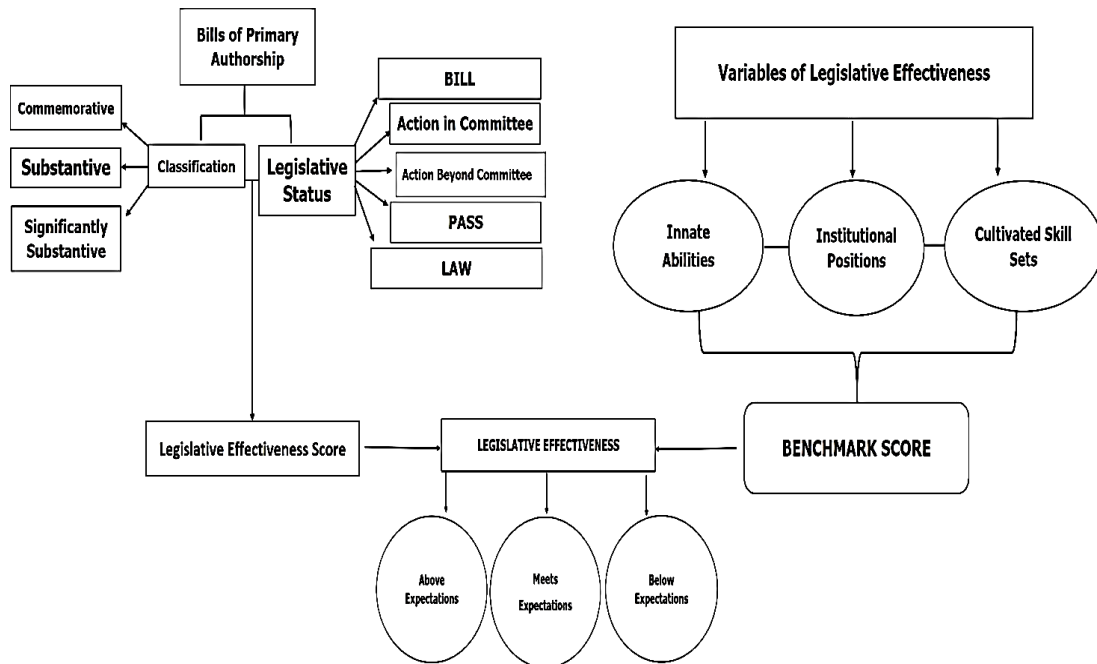 Bills of Primary
Authorship
Commemorative
Substantive
Significantly
Substantive
Classification
Legislative
Status
BILL
Action in Committee
Action Beyond Committee
PASS
LAW
Variables of Legislative Effectiveness
Innate
Abilities
Institutional
Positions
Cultivated Skill
Sets
Legislative Effectiveness Score
LEGISLATIVE EFFECTIVENESS
BENCHMARK SCORE
Above
Expectations
Meets
Expectations
Below
Expectations